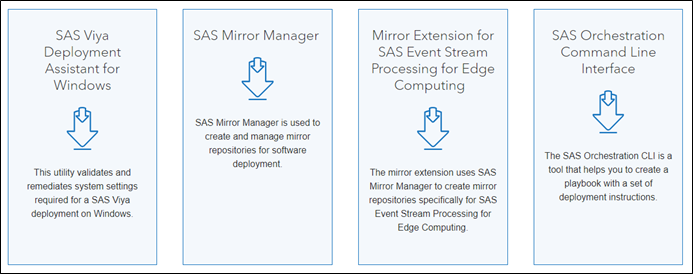 SAS Viya
Deployment
Assistant for
Windows
This utility validates and
remediates system settings
required for a SAS Viya
deployment on Windows.
SAS Mirror Manager
SAS Mirror Manager is used to
create and manage mirror
repositories for software
deployment.
Mirror Extension for
SAS Event Stream
Processing for Edge
Computing
The mirror extension uses SAS
Mirror Manager to create mirror
repositories specifically for SAS
Event Stream Processing for
Edge Computing.
SAS Orchestration
Command Line
Interface
The SAS Orchestration CLI is a
tool that helps you to create a
playbook with a set of
deployment instructions.